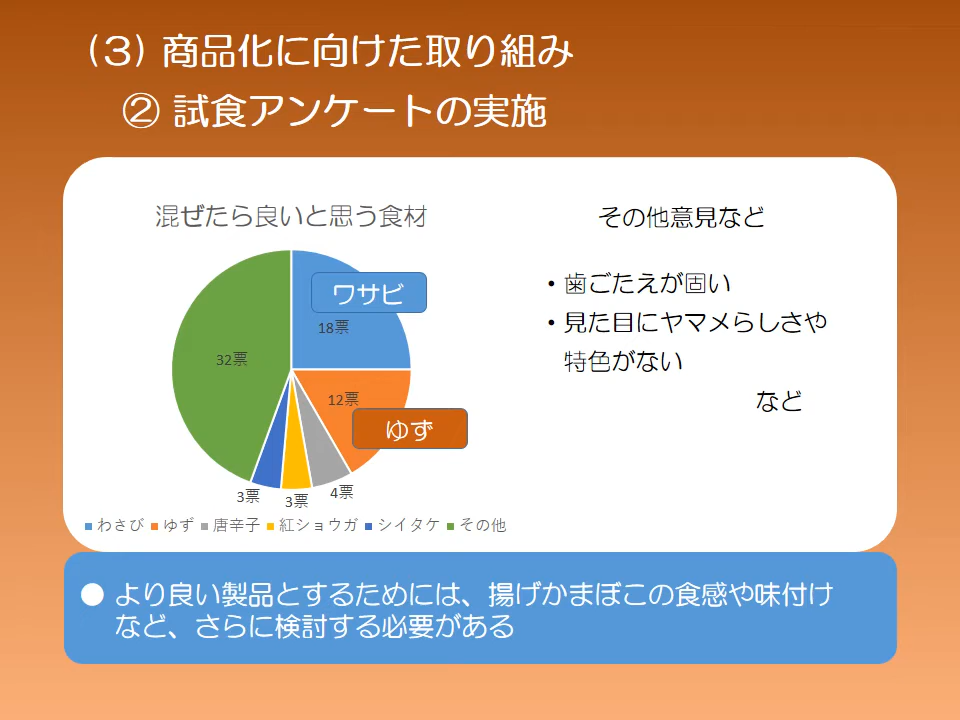 （3）商品化に向けた取り組み
② 試食アンケートの実施
混ぜたら良いと思う食材
ワサビ
18票
32票
12票
ゆず
3票
3票
4票
わさび ゆず 唐辛子 紅ショウガ シイタケ その他
その他意見など
・歯ごたえが固い
・見た目にヤマメらしさや
特色がない
など
● より良い製品とするためには、揚げかまぼこの食感や味付け
など、さらに検討する必要がある